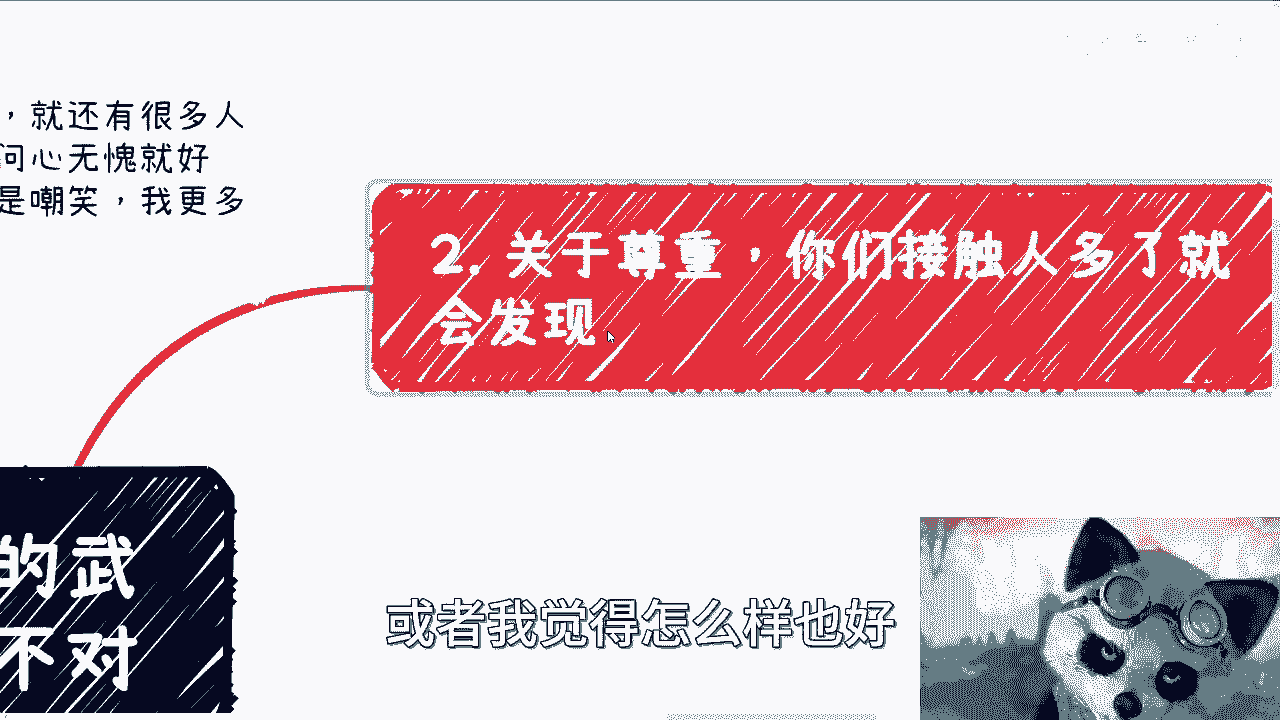 ，就还有很多人
问心无愧就好
是嘲笑，我更多
2. 关于尊重，你们接触人多了就
会发现
的武
不对
或者我觉得怎么样也好